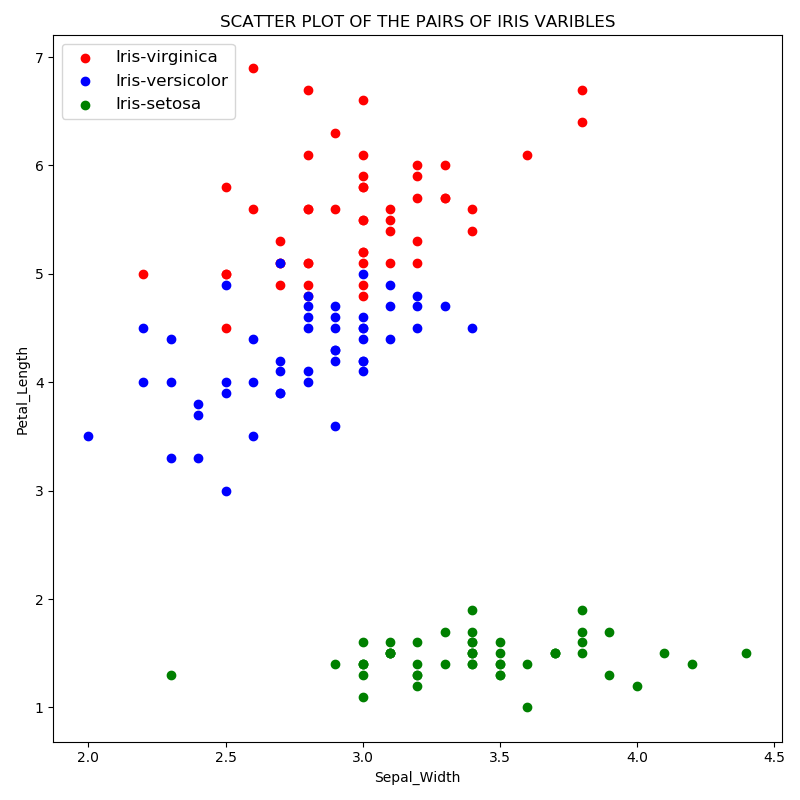 SCATTER PLOT OF THE PAIRS OF IRIS VARIBLES
Iris-virginica
Iris-versicolor
Iris-setosa
7
6
5
4
3
2
1
Petal_Length
2.0 2.5 3.0 3.5 4.0 4.5
Sepal_Width